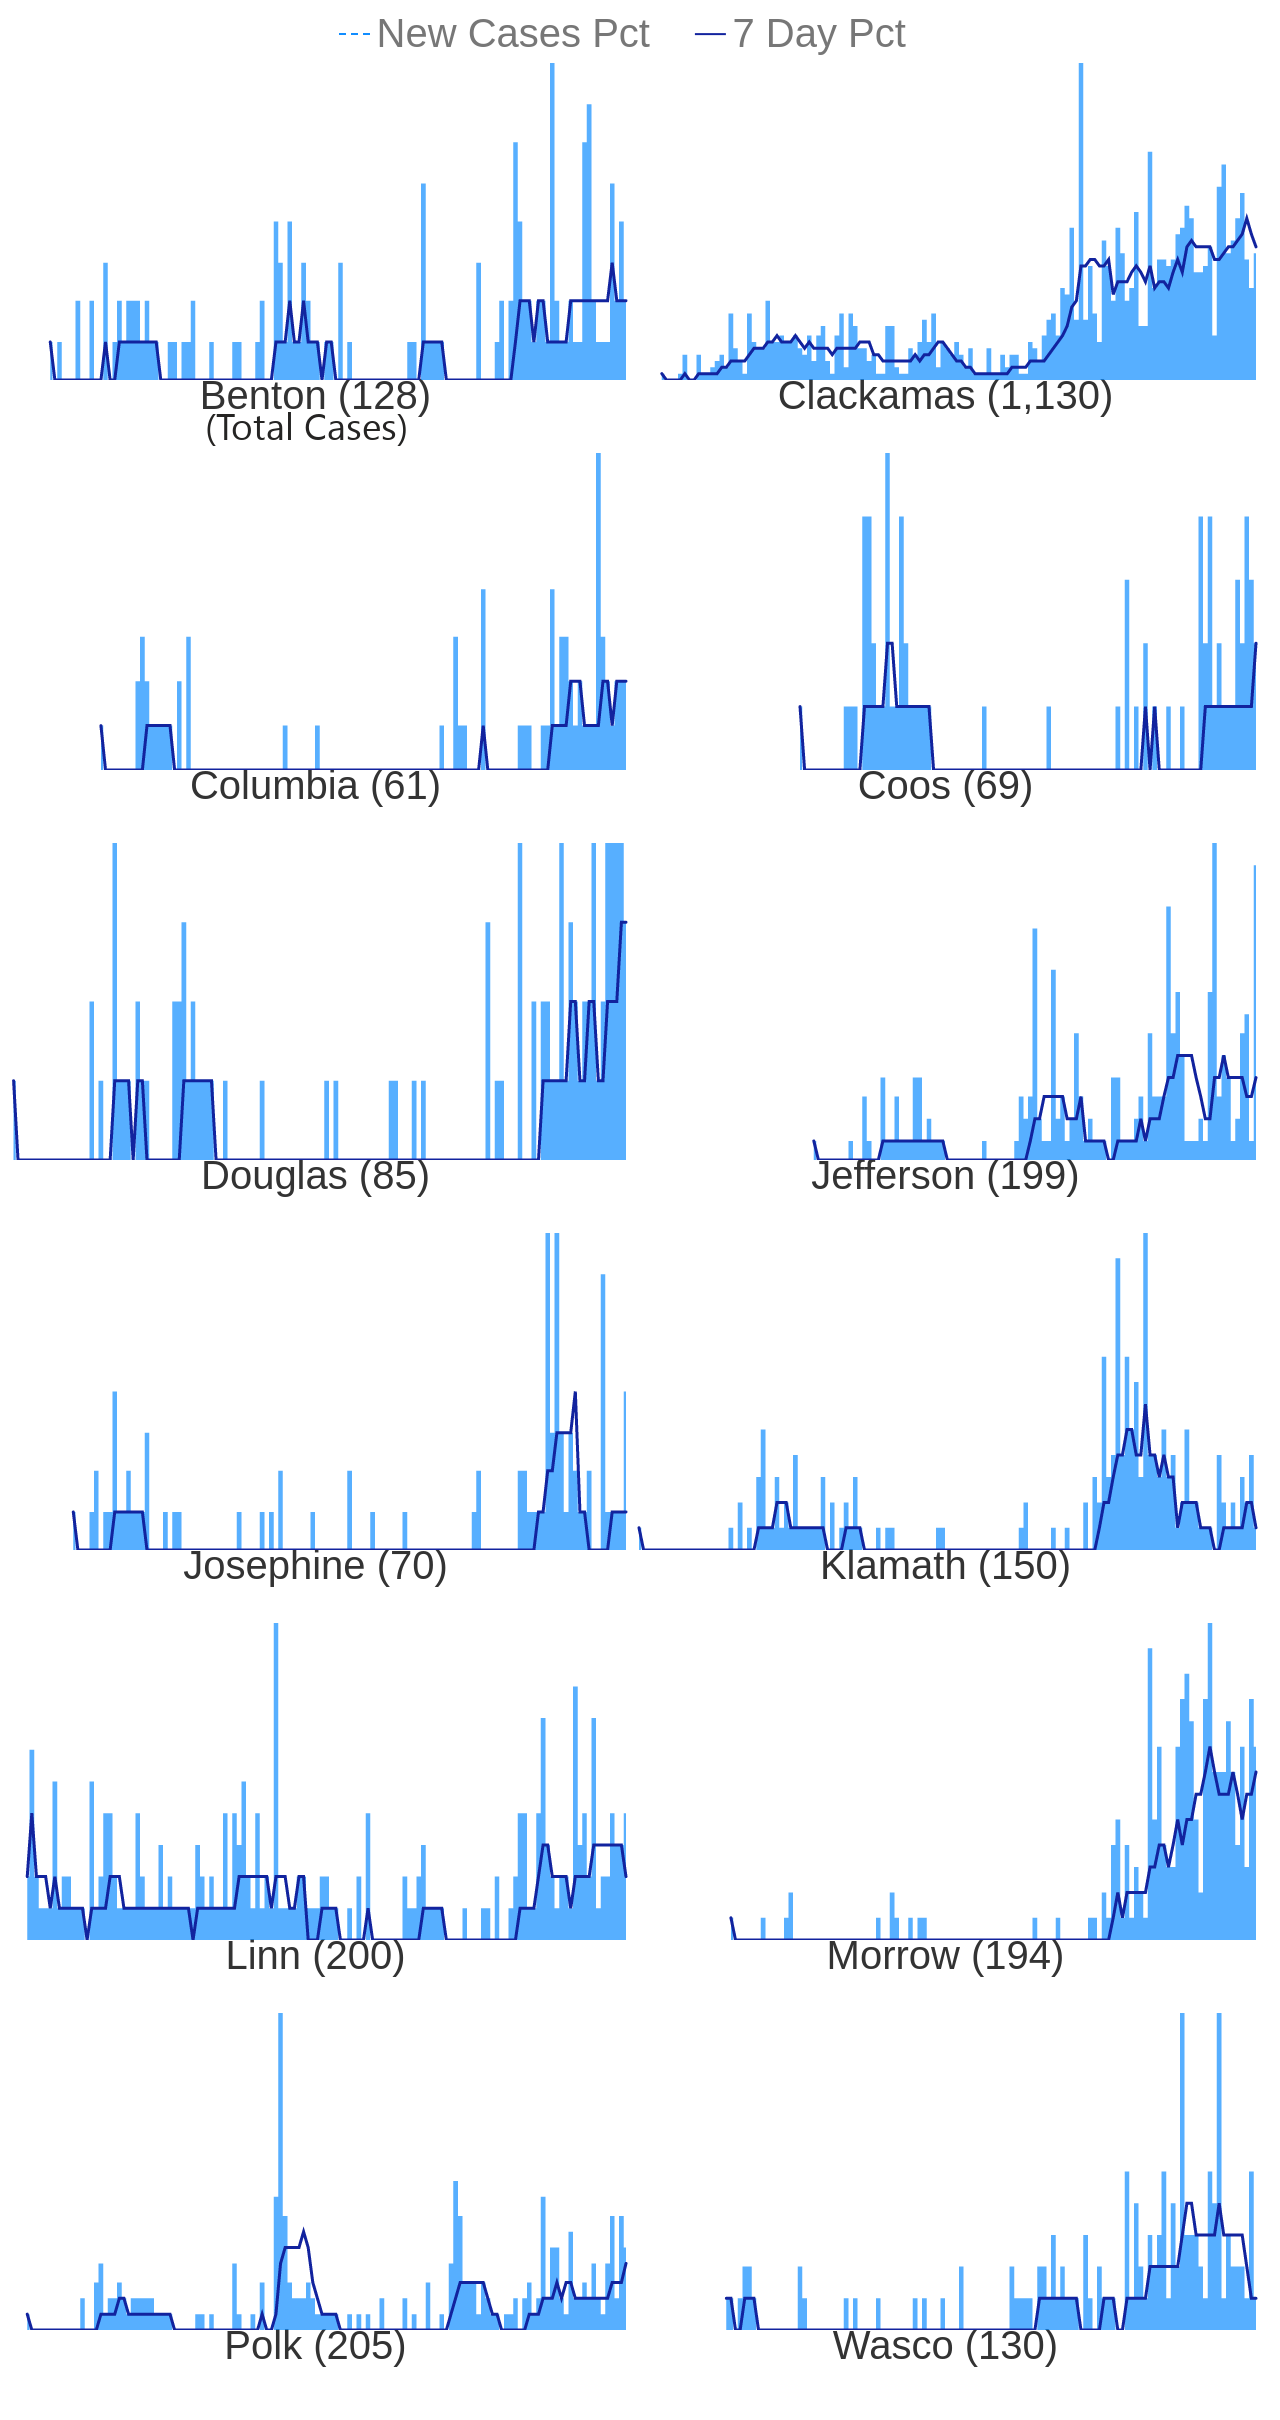 New Cases Pct 7 Day Pct
Benton (128) Clackamas (1,130)
(Total Cases)
Columbia (61) Coos (69)
Douglas (85) Jefferson (199)
Josephine (70) Klamath (150)
Linn (200) Morrow (194)
Polk (205) Wasco (130)